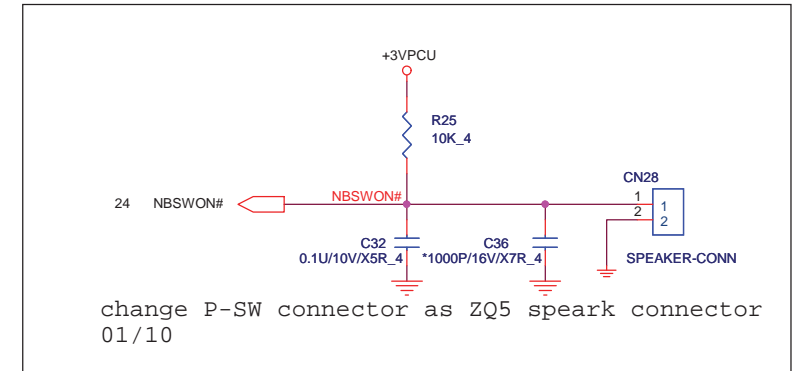 +3VPCU
R25
10K_4
CN28
24 NBSWON#
NBSWON#
1
2
1
2
C32
0.1U/10V/X5R_4
C36
*1000P/16V/X7R_4
SPEAKER-CONN
change P-SW connector as ZQ5 speark connector
01/10